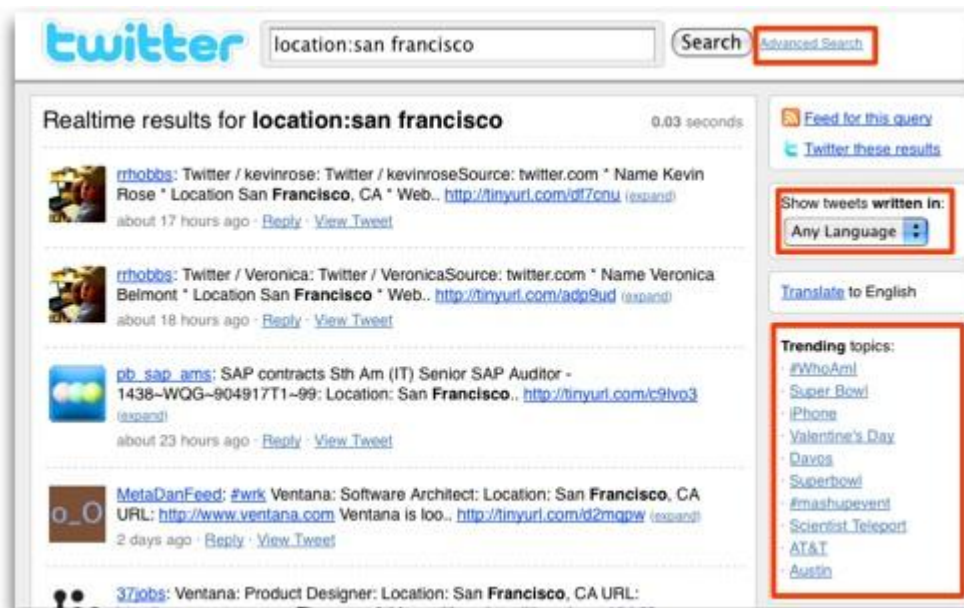 twitter
location:san francisco
Search
Advanced Search
Realtime results for location:san francisco
0.03 seconds
rrhobbs: Twitter / kevinrose: Twitter / kevinroseSource: twitter.com * Name Kevin
Rose * Location San Francisco, CA * Web.. http://tinyurl.com/df7cnu (expand)
about 17 hours ago · Reply · View Tweet
rrhobbs: Twitter / Veronica: Twitter / VeronicaSource: twitter.com * Name Veronica
Belmont * Location San Francisco * Web.. http://tinyurl.com/adp9ud (expand)
about 18 hours ago · Reply · View Tweet
pb_sap_ams: SAP contracts Sth Am (IT) Senior SAP Auditor -
1438~WQG~904917T1~99: Location: San Francisco.. http://tinyurl.com/c9lvo3
(expand)
about 23 hours ago · Reply · View Tweet
o_O
MetaDanFeed: #wrk Ventana: Software Architect: Location: San Francisco, CA
URL: http://www.ventana.com Ventana is loo.. http://tinyurl.com/d2mqpw (expand)
2 days ago · Reply · View Tweet
37jobs: Ventana: Product Designer: Location: San Francisco, CA URL:
Feed for this query
Twitter these results
Show tweets written in:
Any Language
Translate to English
Trending topics:
· #WhoAmI
· Super Bowl
· iPhone
· Valentine's Day
· Davos
· Superbowl
· #mashupevent
· Scientist Teleport
· AT&T
· Austin